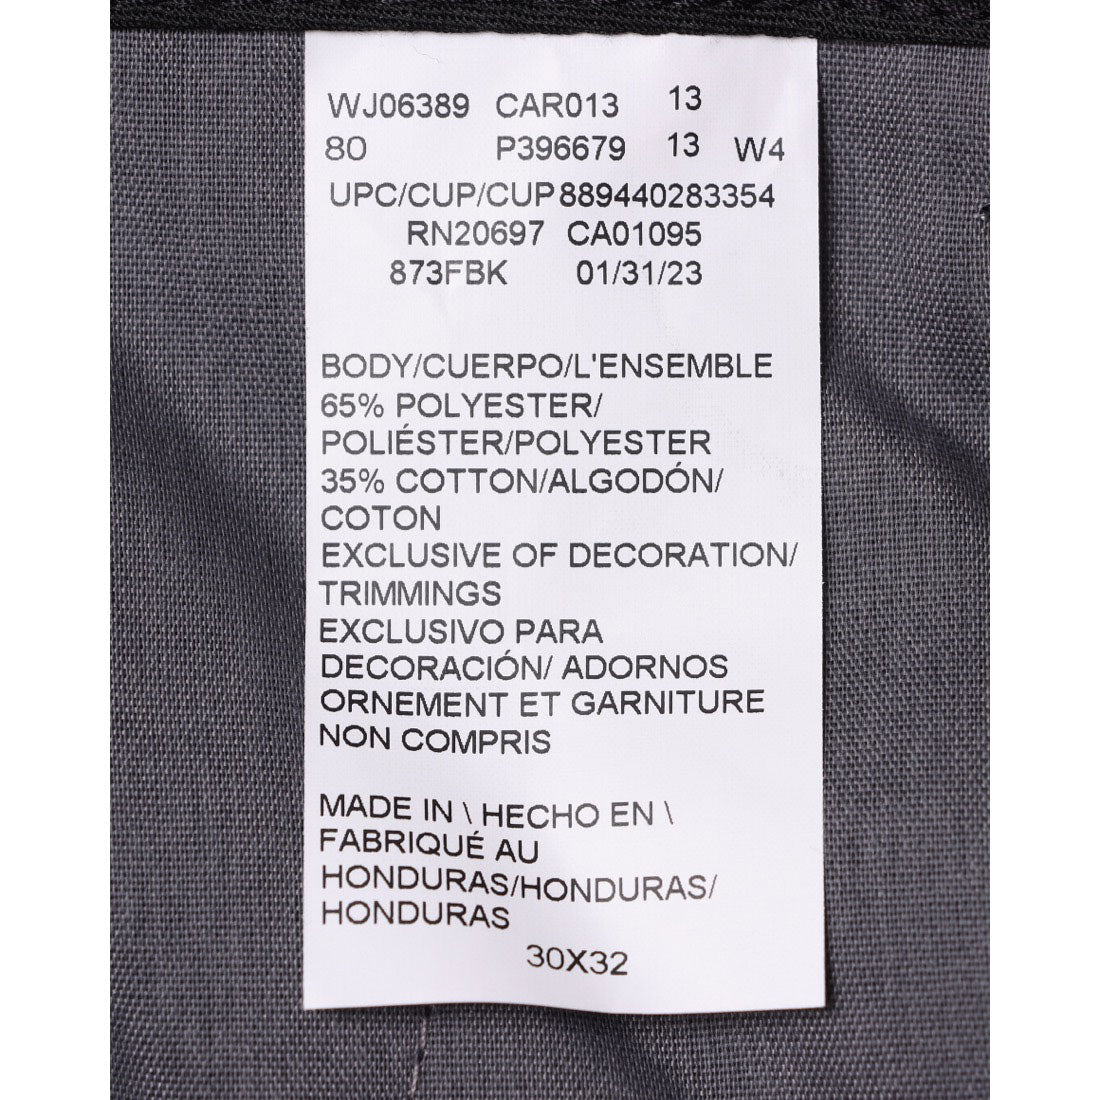 WJ06389 CAR013 13
80 P396679 13 W4
UPC/CUP/CUP 889440283354
RN20697 CA01095
873FBK 01/31/23
BODY/CUERPO/L'ENSEMBLE
65% POLYESTER/
POLIÉSTER/POLYESTER
35% COTTON/ALGODÓN/
COTON
EXCLUSIVE OF DECORATION/
TRIMMINGS
EXCLUSIVO PARA
DECORACIÓN/ ADORNOS
ORNEMENT ET GARNITURE
NON COMPRIS
MADE IN \ HECHO EN \
FABRIQUÉ AU
HONDURAS/HONDURAS/
HONDURAS
30X32